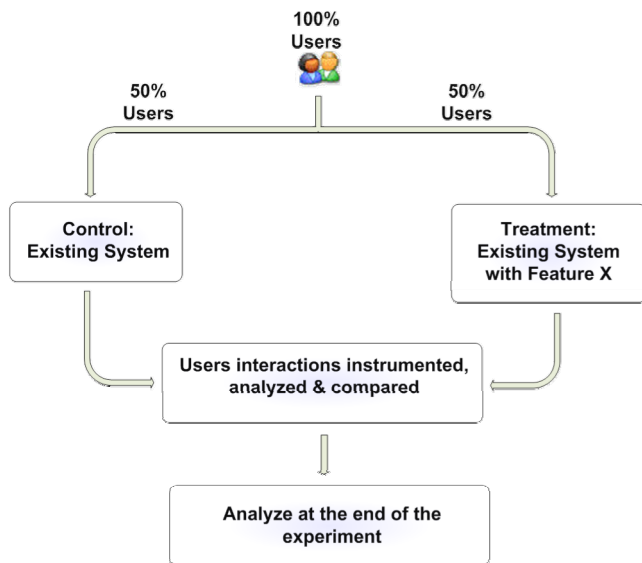 100%
Users
50%
Users
50%
Users
Control:
Existing System
Treatment:
Existing System
with Feature X
Users interactions instrumented,
analyzed & compared
Analyze at the end of the
experiment